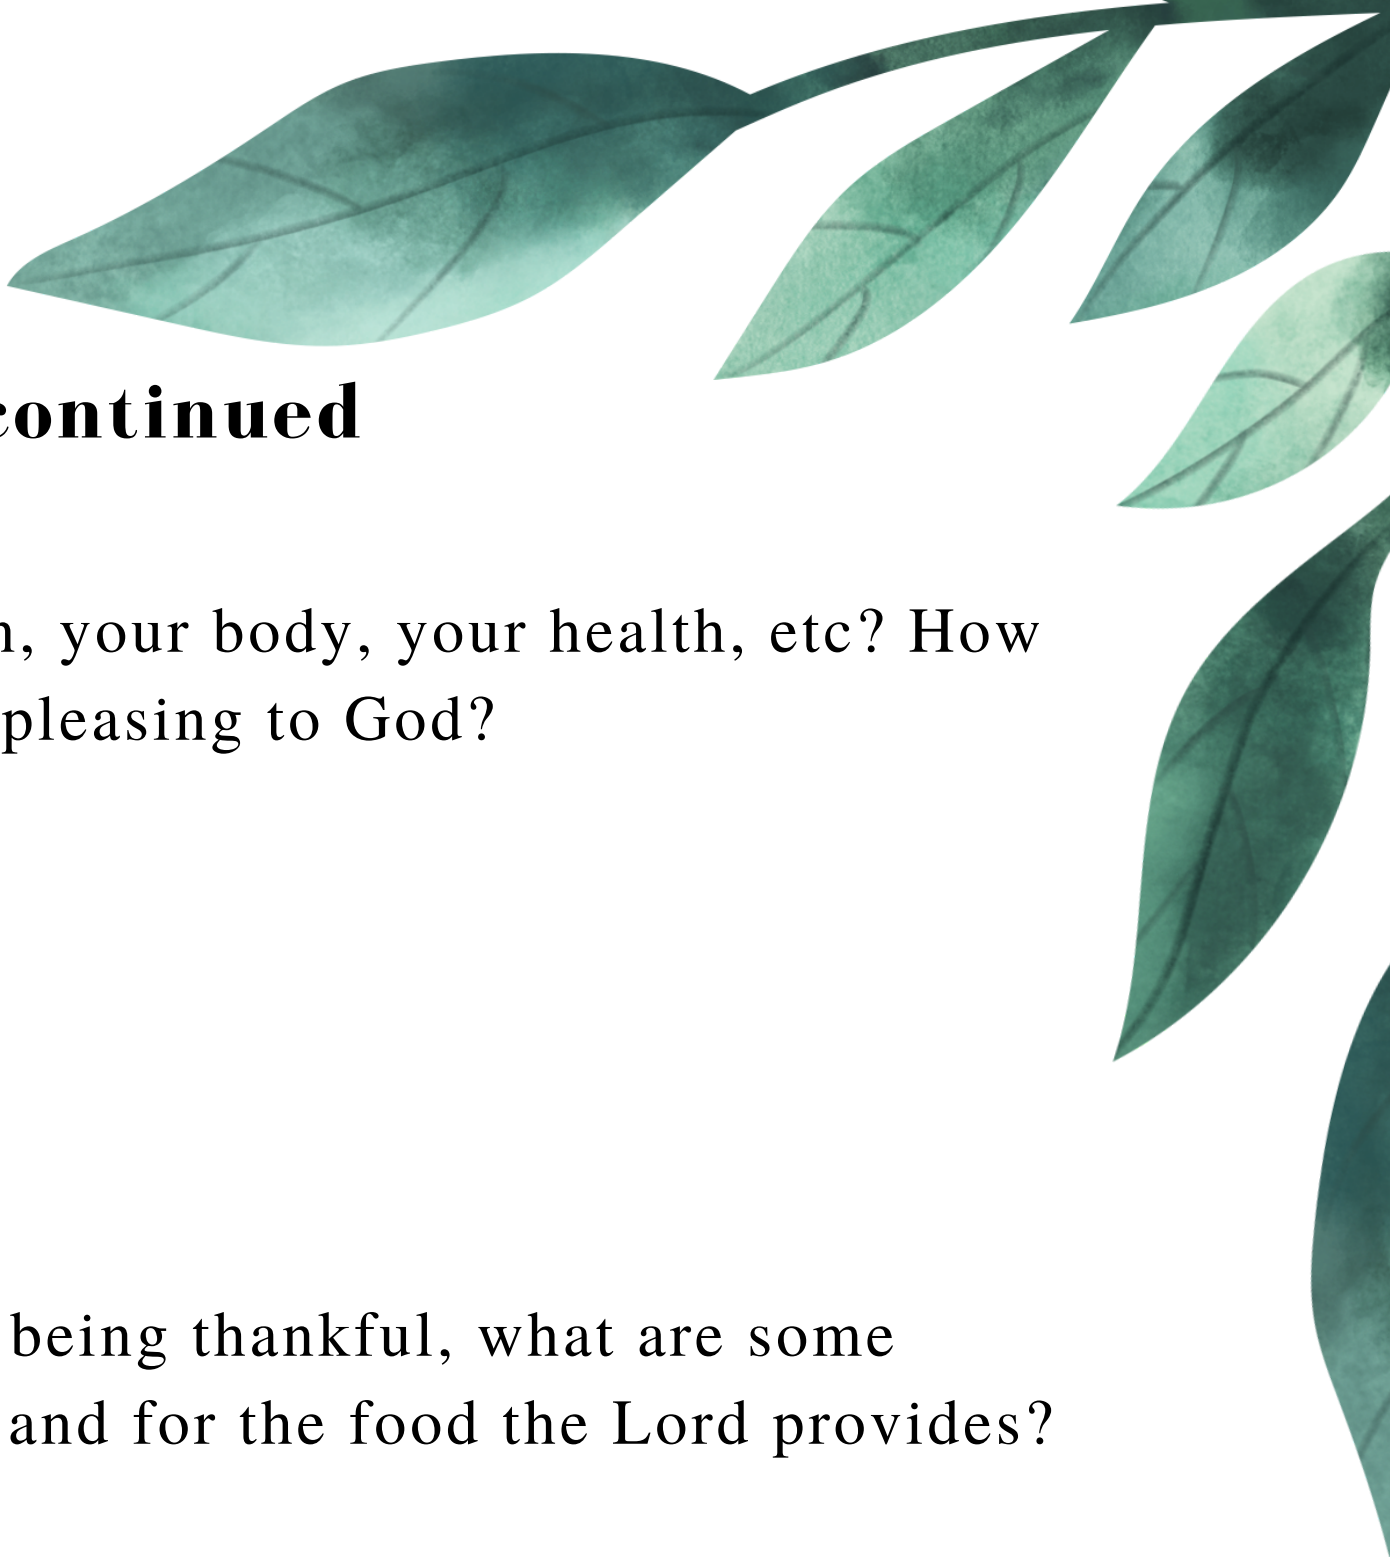 continued
your body, your health, etc? How
pleasing to God?
being thankful, what are some
and for the food the Lord provides?